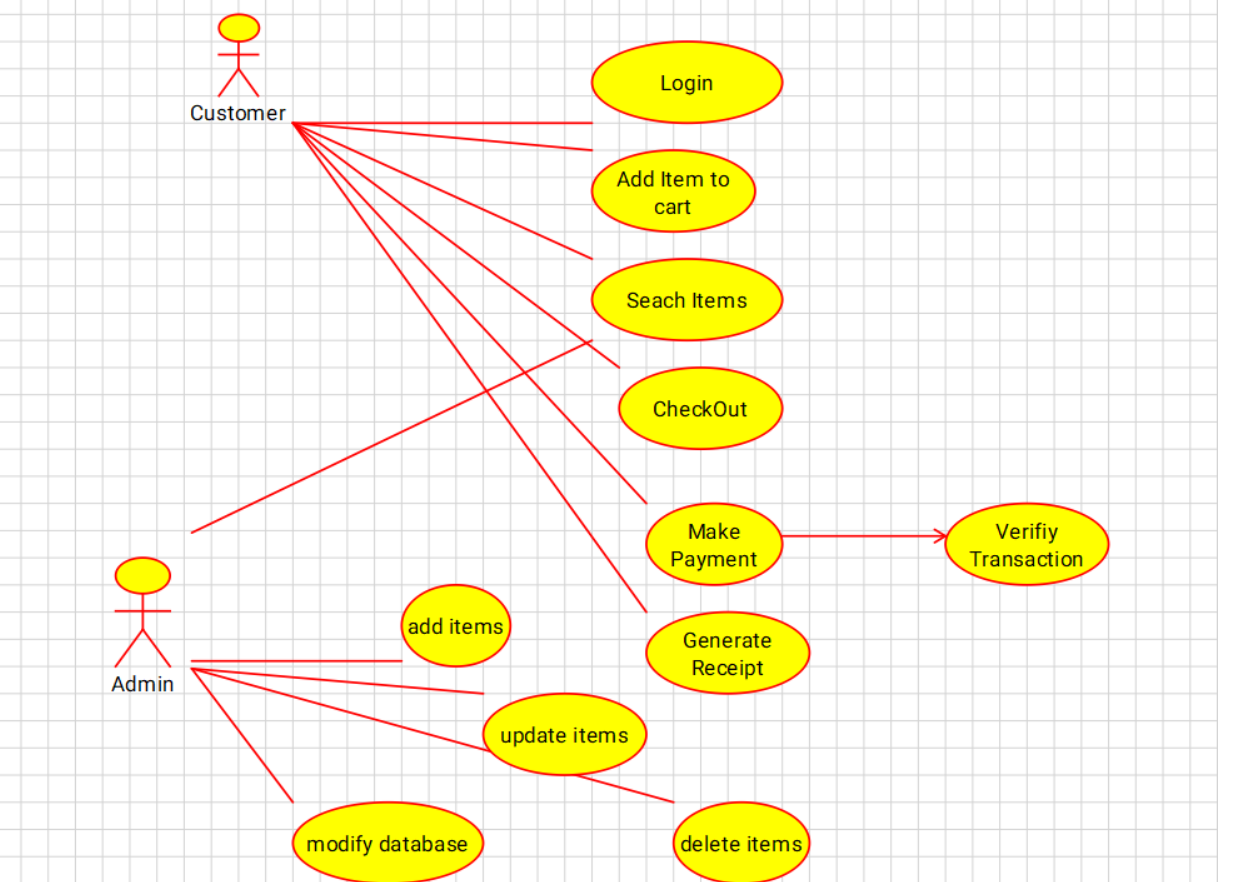 Customer
Login
Add Item to
cart
Seach Items
CheckOut
Make
Payment
Verifiy
Transaction
Generate
Receipt
Admin
add items
update items
modify database
delete items